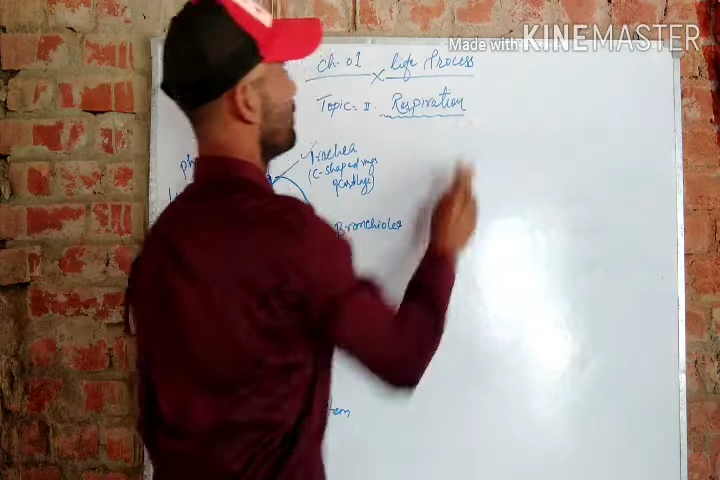 Made with KINEMASTER
Ch-01 Life Process
Topic = II. Respiration
Trachea
(C-shaped rings
of Cartilage)
Bronchioles